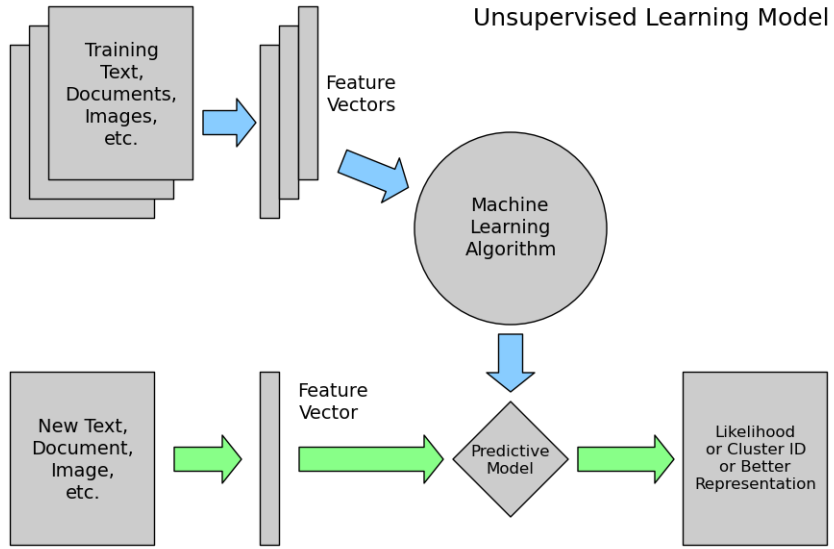 Unsupervised Learning Model
Training
Text,
Documents,
Images,
etc.
Feature
Vectors
Machine
Learning
Algorithm
New Text,
Document,
Image,
etc.
Feature
Vector
Predictive
Model
Likelihood
or Cluster ID
or Better
Representation